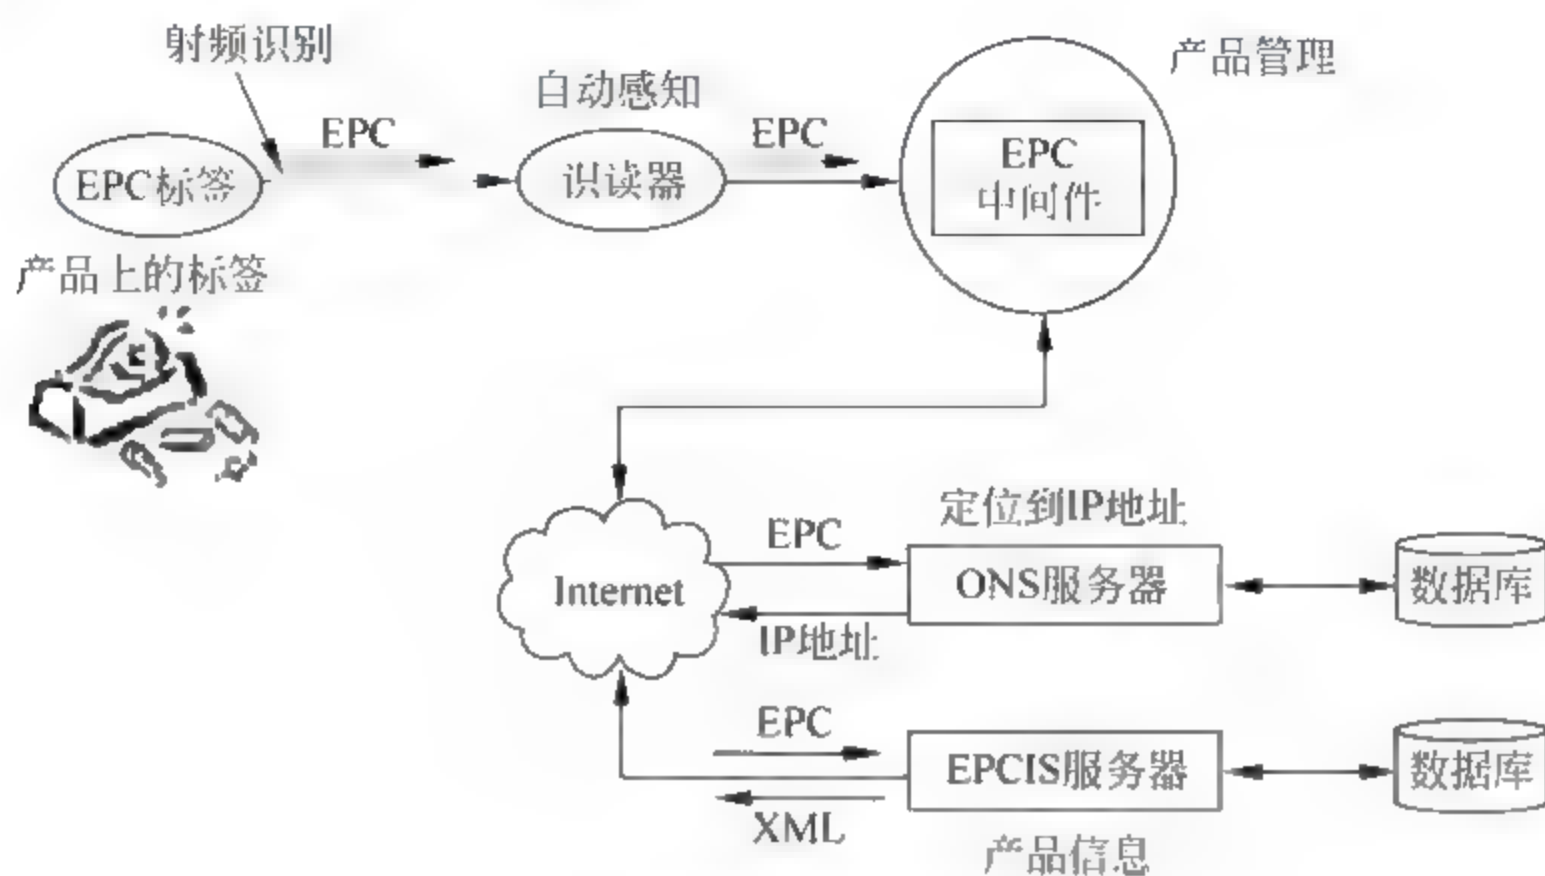 射频识别
产品管理
自动感知
EPC
EPC
EPC标签
识读器
EPC
中间件
产品上的标签
定位到IP地址
EPC
Internet
ONS服务器
数据库
IP地址
EPC
EPCIS服务器
数据库
XML
产品信息